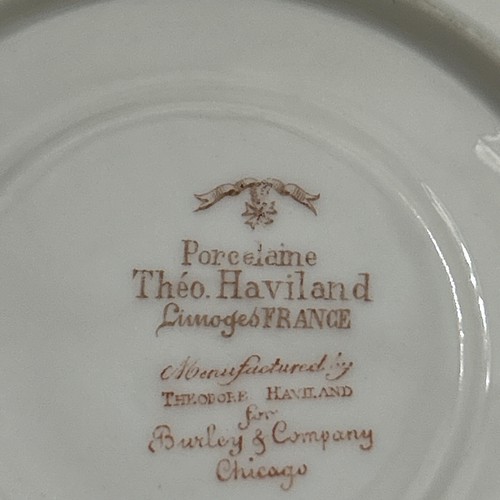 Porcelaine
Théo. Haviland
Limoges FRANCE
Manufactured by
THEODORE HAVILAND
for
Burley & Company
Chicago